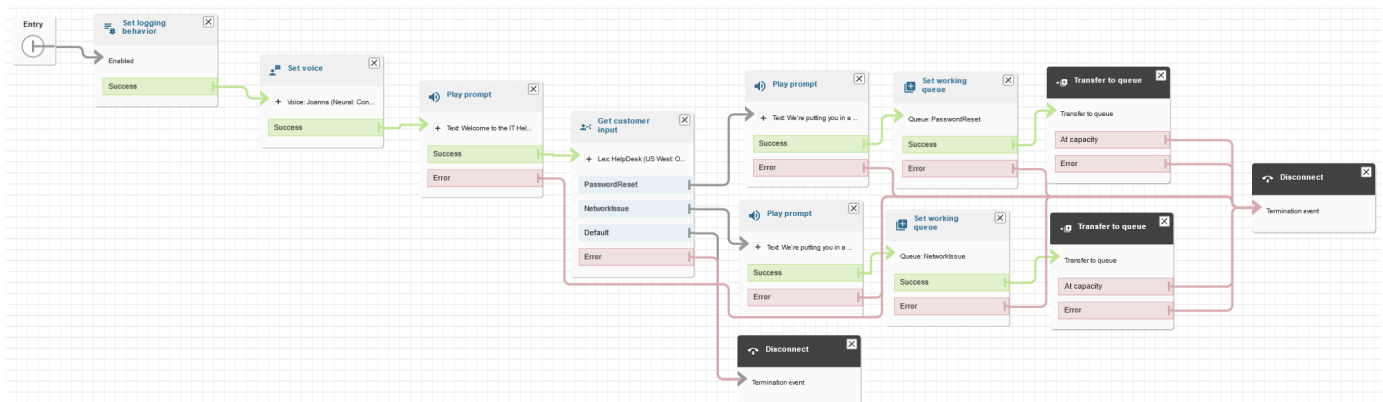 Entry
Set logging
behavior
Enabled
Success
Set voice
Voice: Joanna (Neural: Con...
Success
Play prompt
Text: Welcome to the IT Hel...
Success
Error
Get customer
input
Lex: HelpDesk (US West: O...
PasswordReset
NetworkIssue
Default
Error
Play prompt
Text: We're putting you in a ...
Success
Error
Set working
queue
Queue: PasswordReset
Success
Error
Transfer to queue
Transfer to queue
At capacity
Error
Disconnect
Termination event
Play prompt
Text: We're putting you in a ...
Success
Error
Set working
queue
Queue: NetworkIssue
Success
Error
Transfer to queue
Transfer to queue
At capacity
Error
Disconnect
Termination event